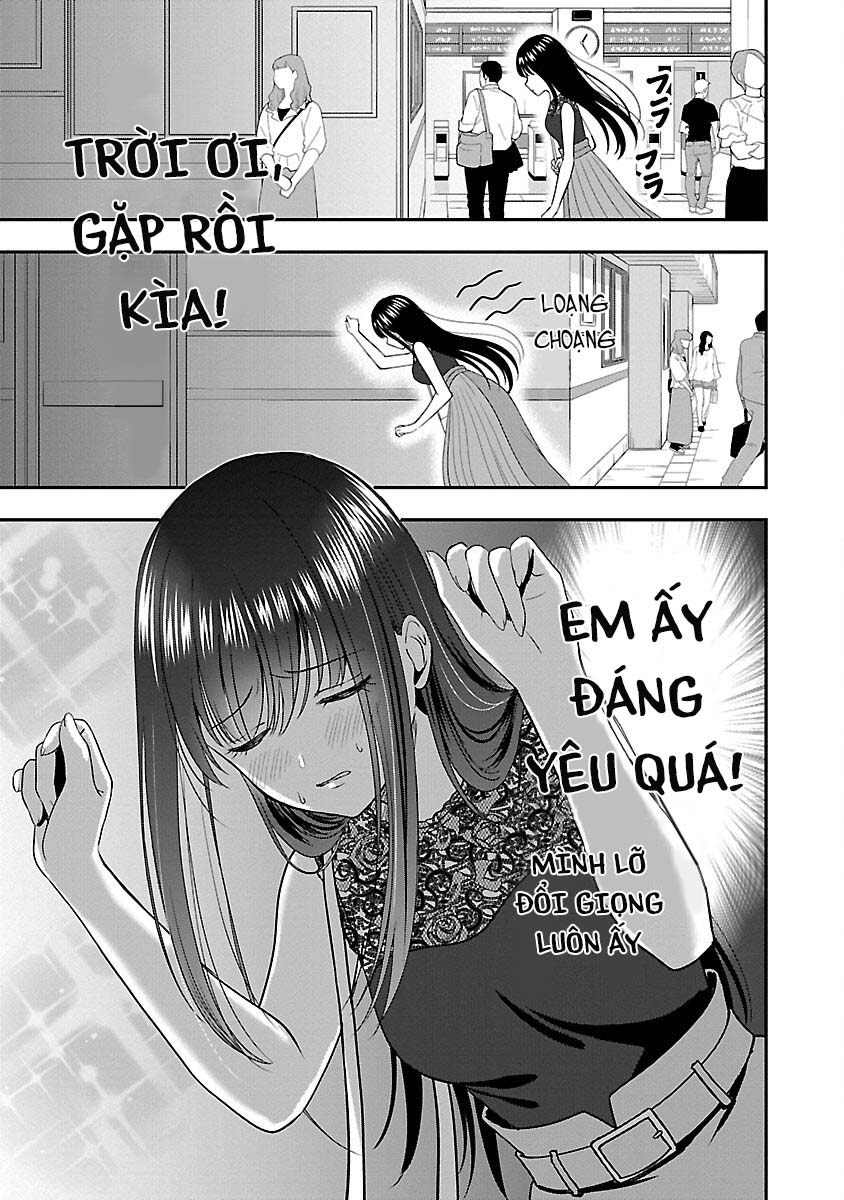 フラ
フラ
TRỜI ƠI,
GẶP RỒI
KÌA!
LOẠNG
CHOẠNG
EM ẤY
ĐÁNG
YÊU QUÁ!
MÌNH LỠ
ĐỔI GIỌNG
LUÔN ẤY